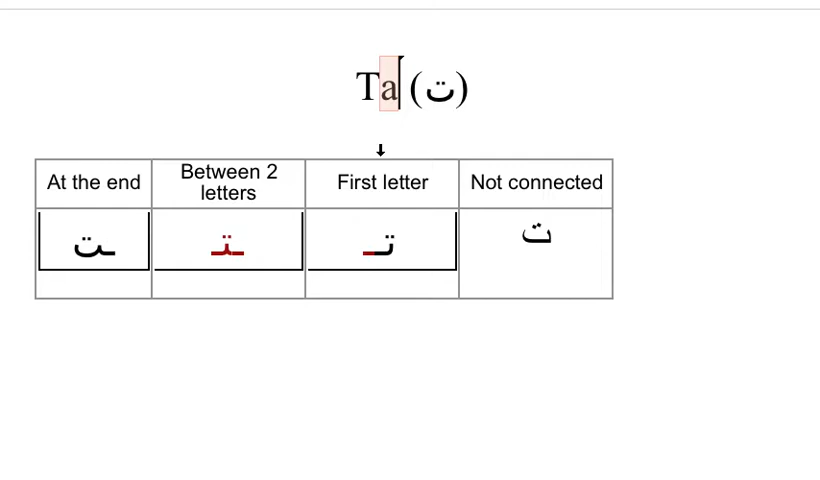 Ta (ت)
At the end
Between 2
letters
First letter
Not connected
ـت
ـتـ
تـ
ت